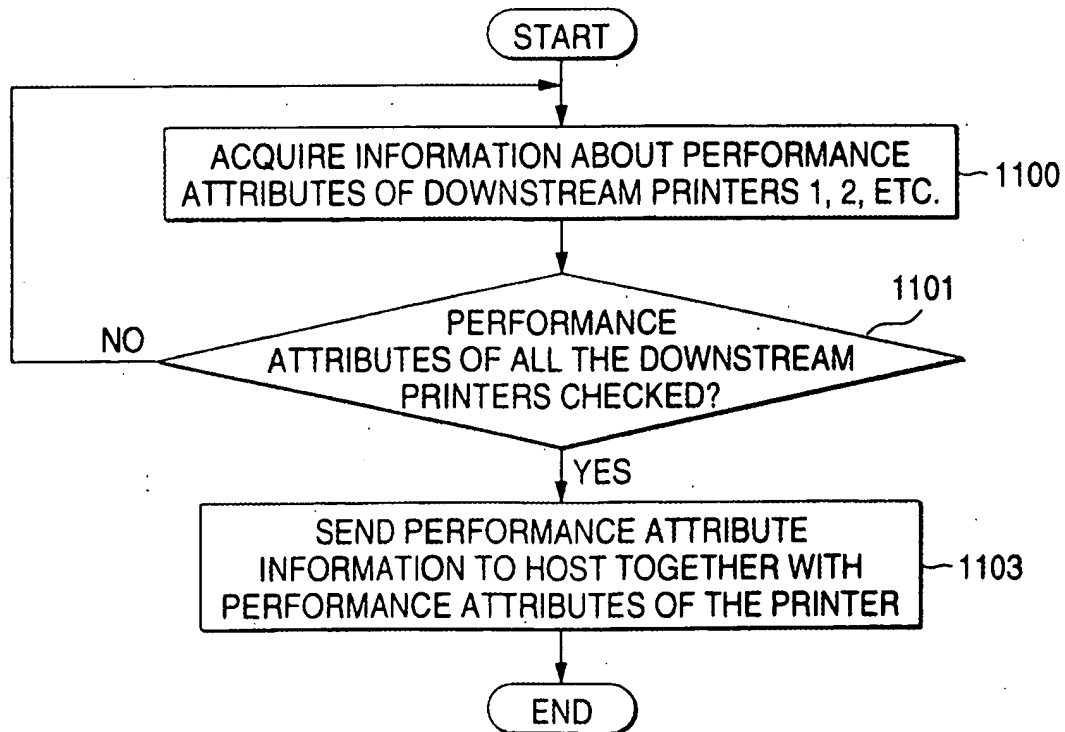 START
ACQUIRE INFORMATION ABOUT PERFORMANCE
ATTRIBUTES OF DOWNSTREAM PRINTERS 1, 2, ETC.
1100
1101
PERFORMANCE
ATTRIBUTES OF ALL THE DOWNSTREAM
PRINTERS CHECKED?
NO
YES
SEND PERFORMANCE ATTRIBUTE
INFORMATION TO HOST TOGETHER WITH
PERFORMANCE ATTRIBUTES OF THE PRINTER
1103
END